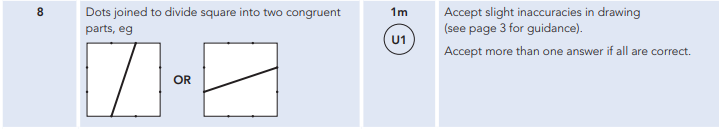 8
Dots joined to divide square into two congruent
parts, eg
OR
1m
U1
Accept slight inaccuracies in drawing
(see page 3 for guidance).
Accept more than one answer if all are correct.